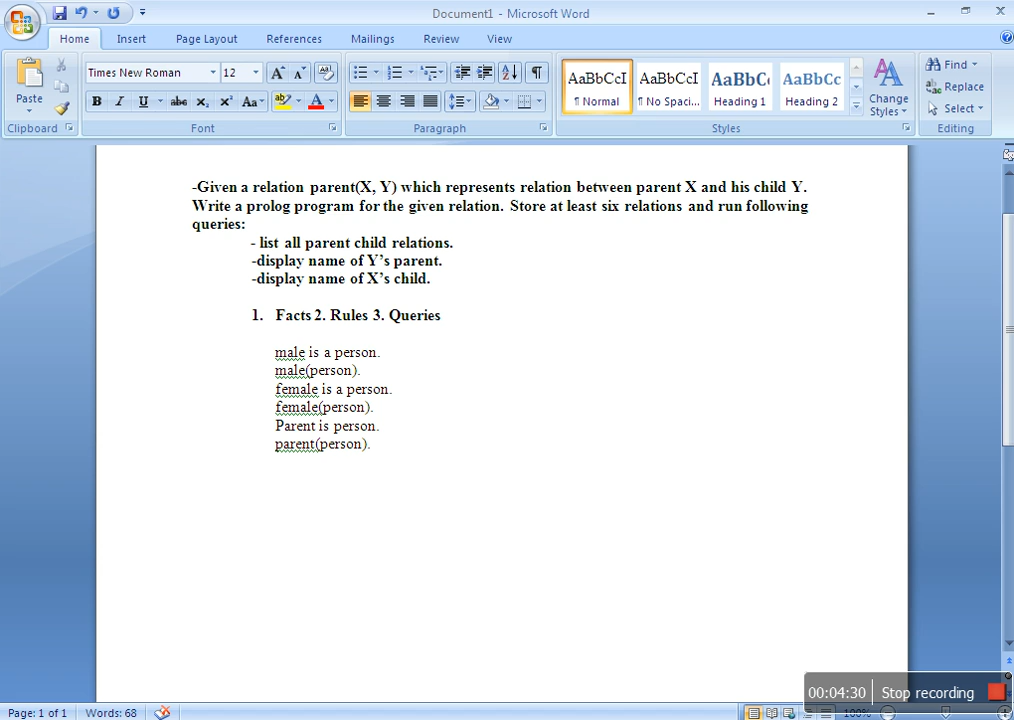 Document1 - Microsoft Word
Home Insert Page Layout References Mailings Review View
Paste
Times New Roman 12
B I U abc X₂ X² Aa
AaBbCcI AaBbCcI AaBbC AaBbCc
¶ Normal ¶ No Spaci... Heading 1 Heading 2
Change Styles
Find
Replace
Select
Clipboard Font Paragraph Styles Editing
-Given a relation parent(X, Y) which represents relation between parent X and his child Y.
Write a prolog program for the given relation. Store at least six relations and run following
queries:
- list all parent child relations.
-display name of Y’s parent.
-display name of X’s child.
1. Facts 2. Rules 3. Queries
male is a person.
male(person).
female is a person.
female(person).
Parent is person.
parent(person).
00:04:30 Stop recording
Page: 1 of 1 Words: 68